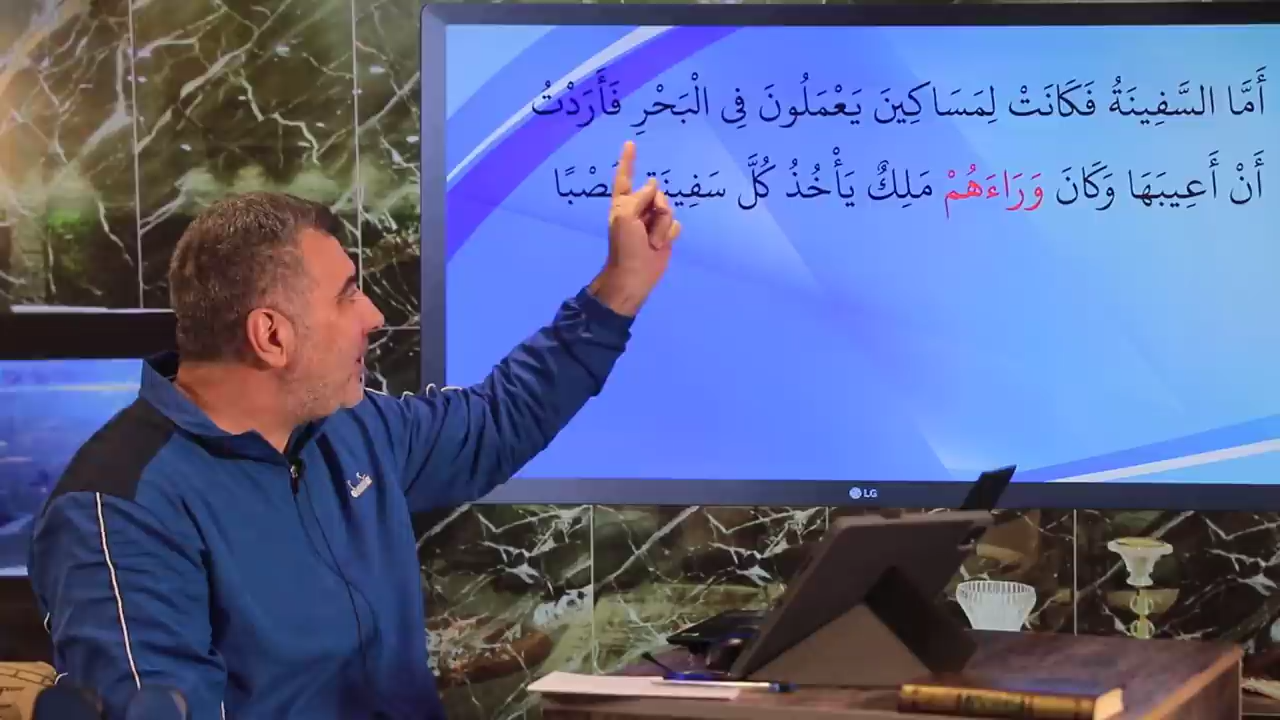 أَمَّا السَّفِينَةُ فَكَانَتْ لِمَسَاكِينَ يَعْمَلُونَ فِى الْبَحْرِ فَأَرَدْتُ
أَنْ أَعِيبَهَا وَكَانَ وَرَاءَهُمْ مَلِكٌ يَأْخُذُ كُلَّ سَفِينَةٍ
LG